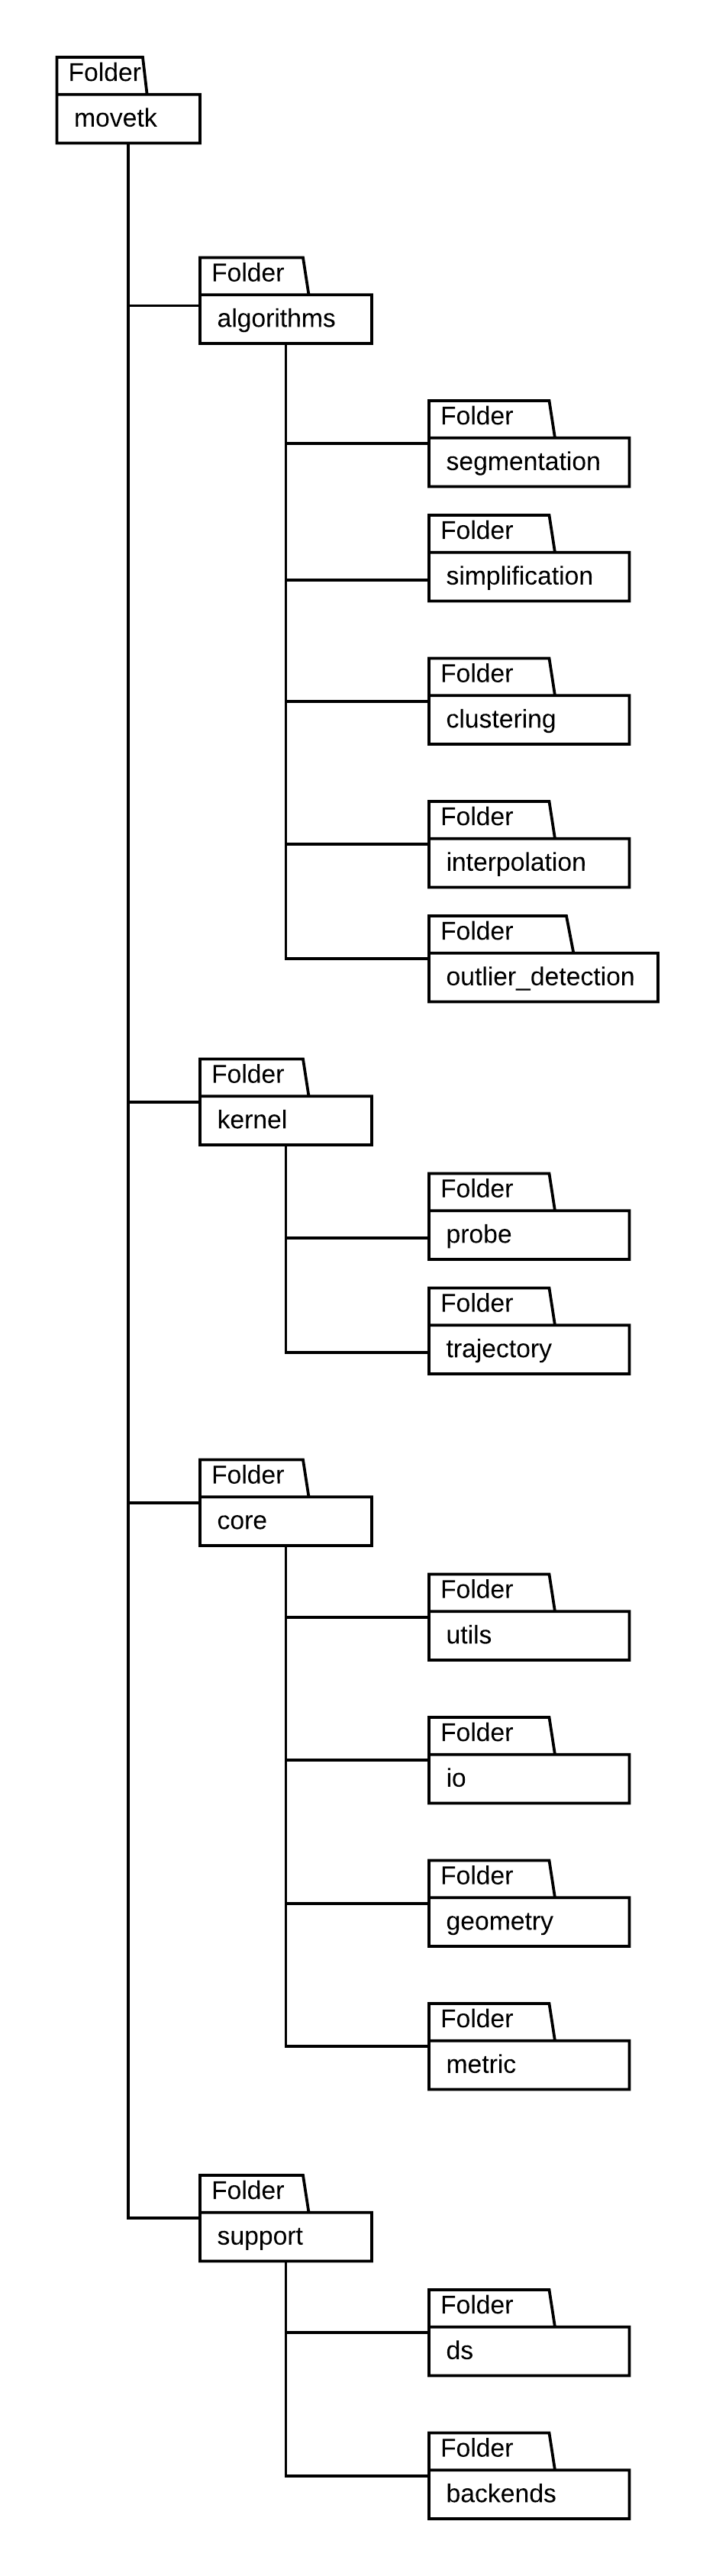 Folder
movetk
Folder
algorithms
Folder
segmentation
Folder
simplification
Folder
clustering
Folder
interpolation
Folder
outlier_detection
Folder
kernel
Folder
probe
Folder
trajectory
Folder
core
Folder
utils
Folder
io
Folder
geometry
Folder
metric
Folder
support
Folder
ds
Folder
backends